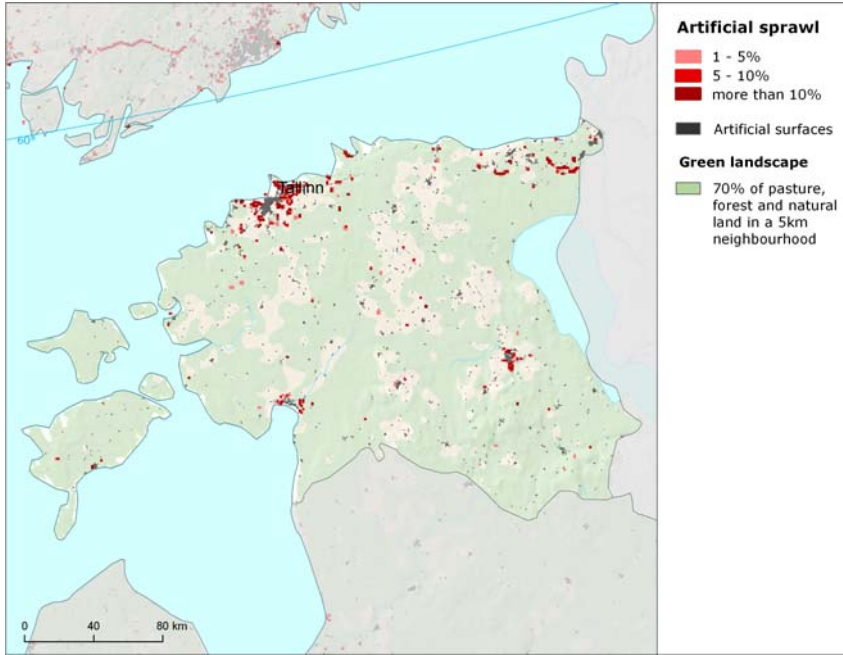 Artificial sprawl
1 - 5%
5 - 10%
more than 10%
Artificial surfaces
Green landscape
70% of pasture,
forest and natural
land in a 5km
neighbourhood
60°
Tallinn
0 40 80 km